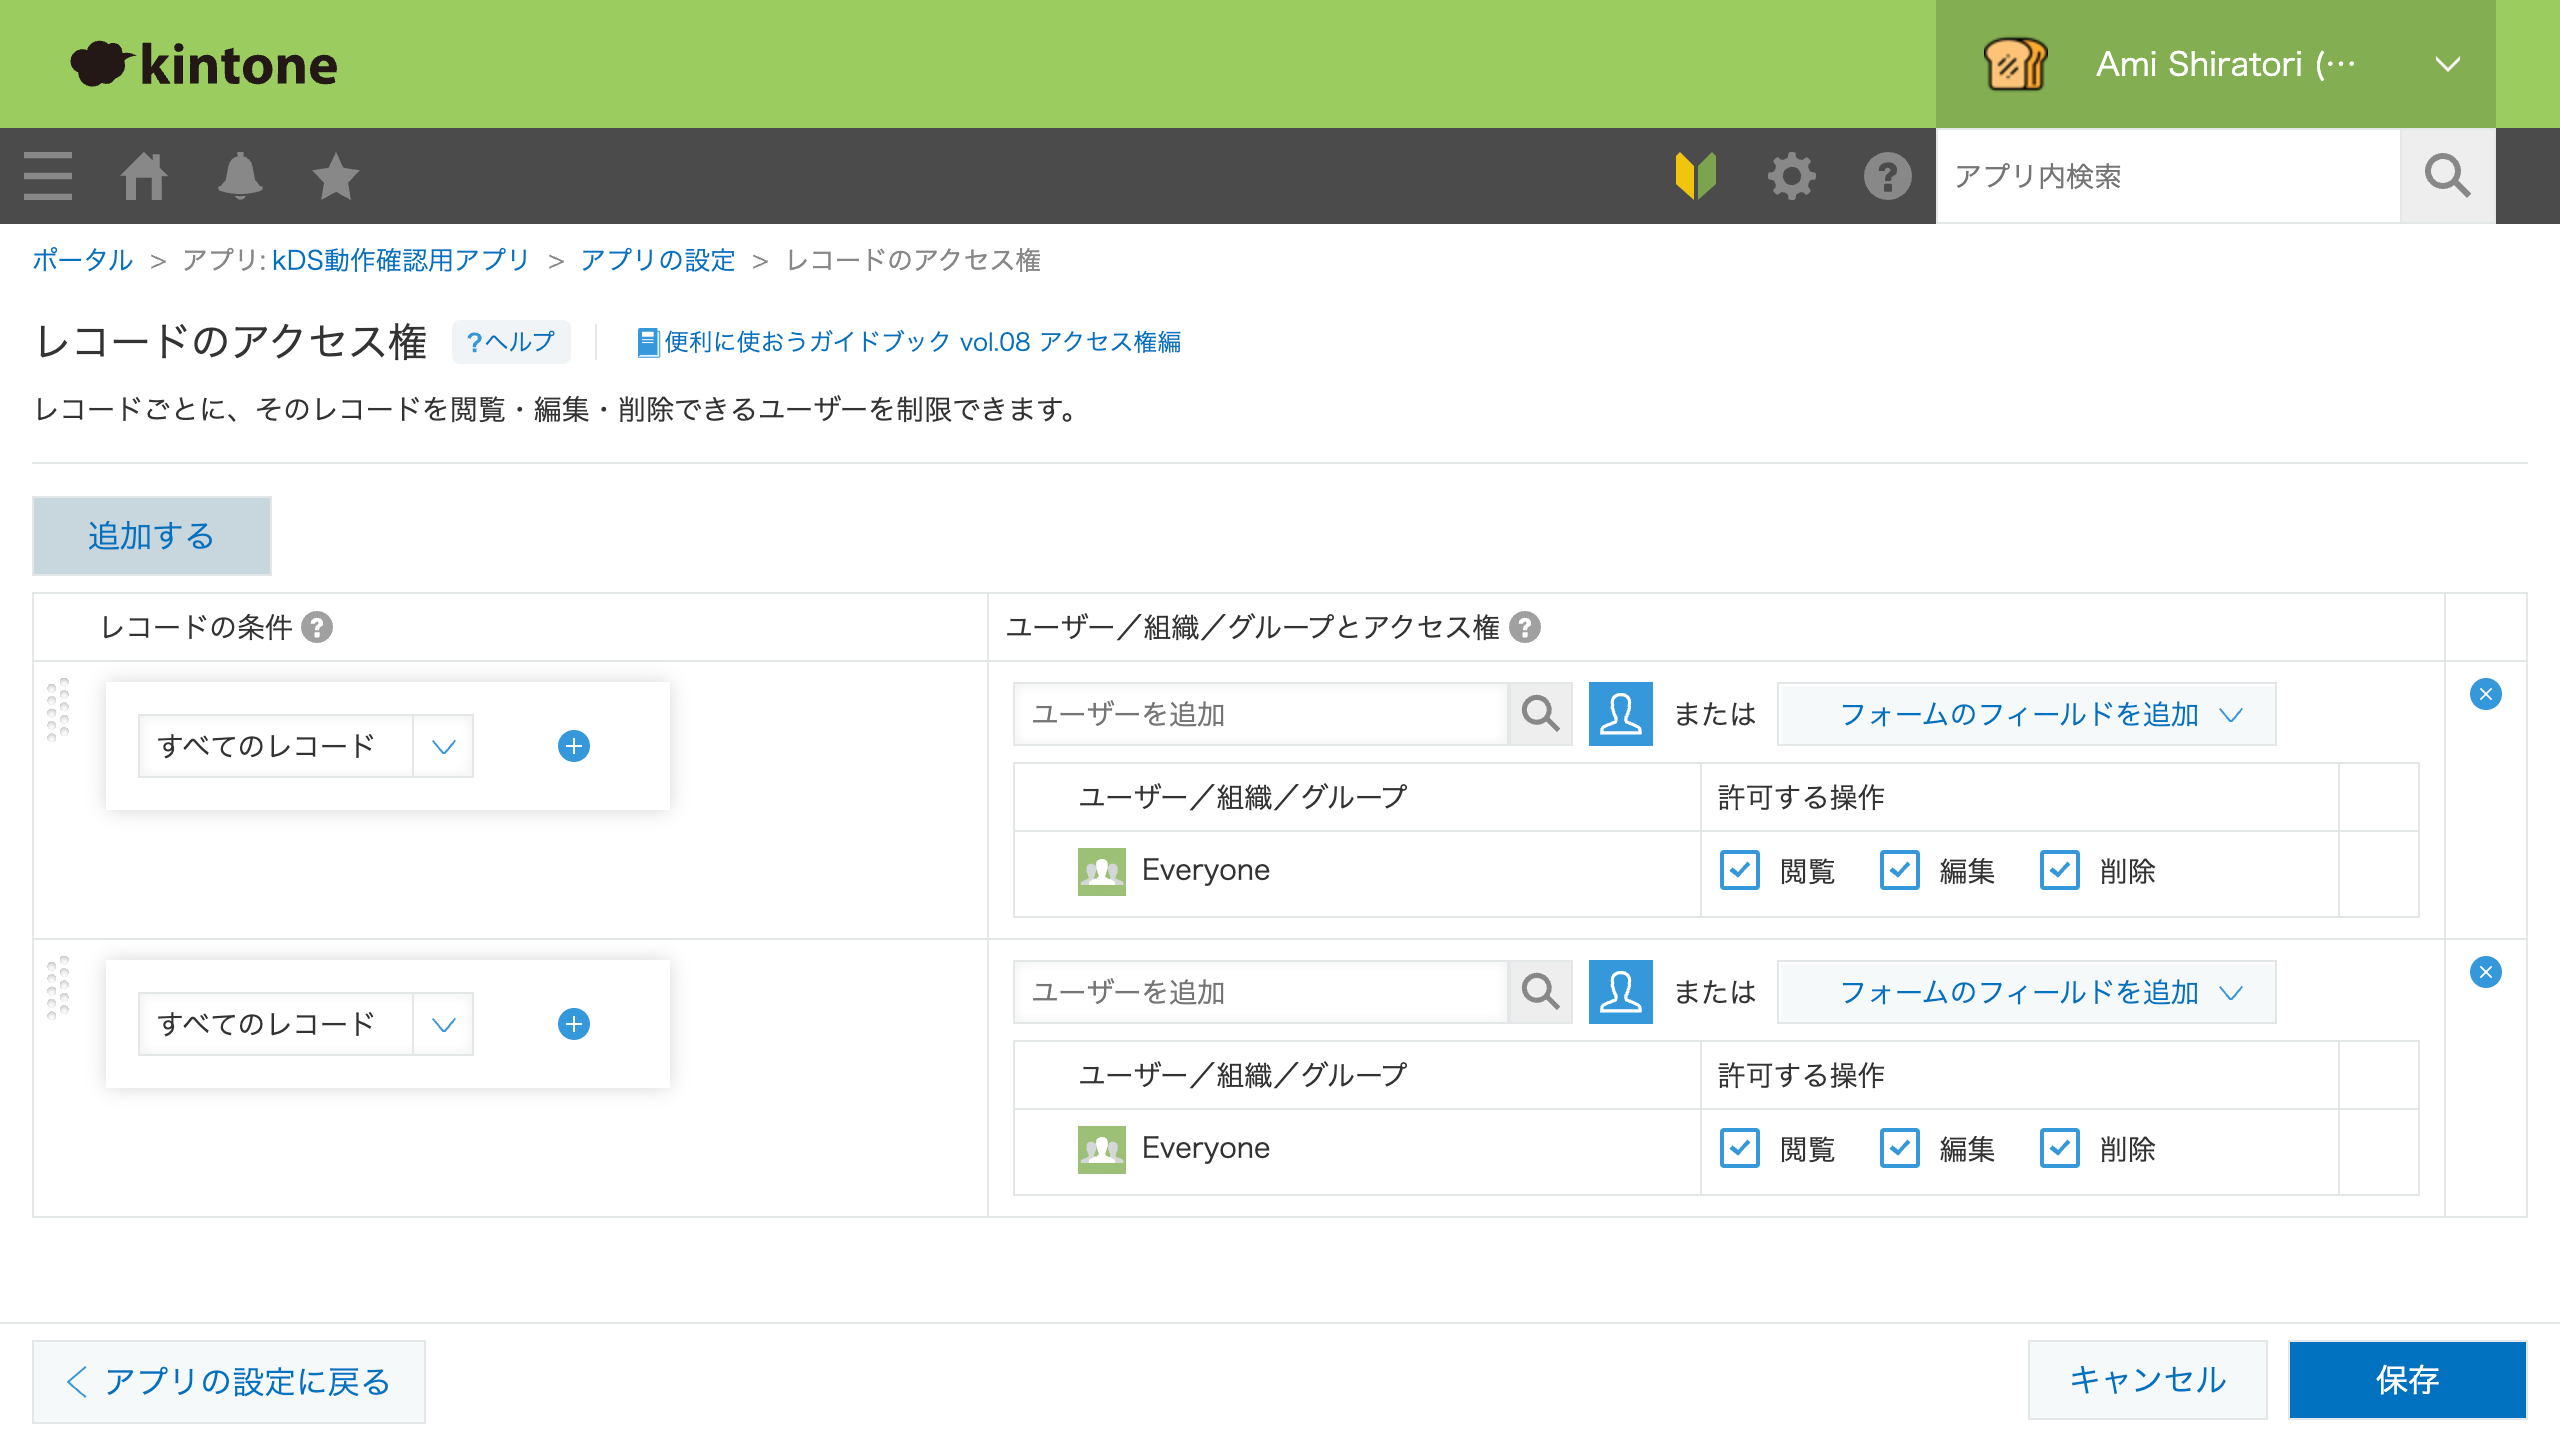 kintone
Ami Shiratori (…
アプリ内検索
ポータル > アプリ: kDS動作確認用アプリ > アプリの設定 > レコードのアクセス権
レコードのアクセス権 ?ヘルプ 便利に使おうガイドブック vol.08 アクセス権編
レコードごとに、そのレコードを閲覧・編集・削除できるユーザーを制限できます。
追加する
レコードの条件 ? ユーザー／組織／グループとアクセス権 ?
すべてのレコード ユーザーを追加 または フォームのフィールドを追加
ユーザー／組織／グループ 許可する操作
Everyone 閲覧 編集 削除
すべてのレコード ユーザーを追加 または フォームのフィールドを追加
ユーザー／組織／グループ 許可する操作
Everyone 閲覧 編集 削除
アプリの設定に戻る キャンセル 保存